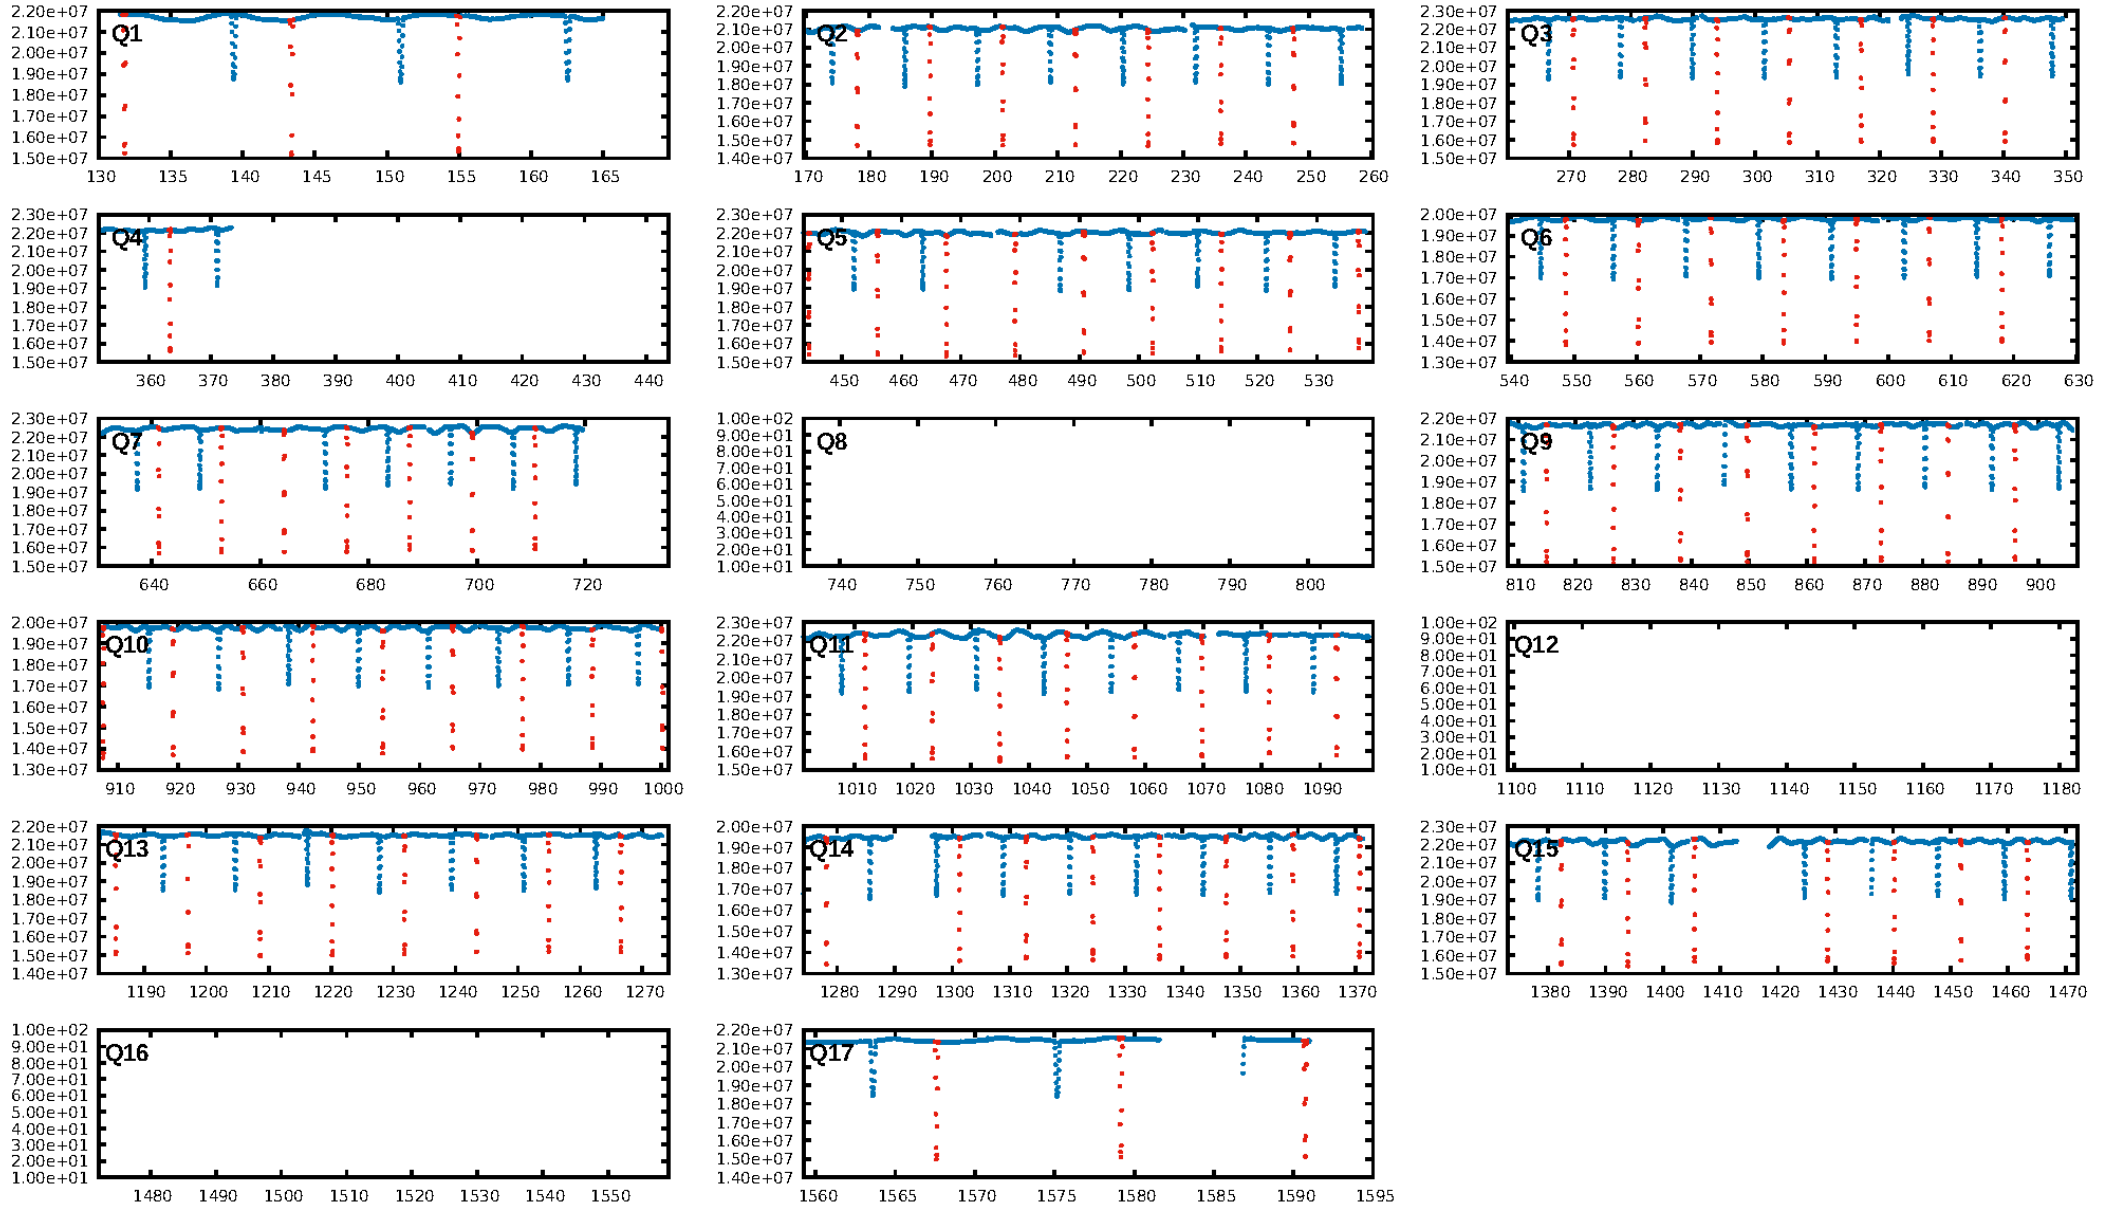 2.20e+07
2.10e+07
2.00e+07
1.90e+07
1.80e+07
1.70e+07
1.60e+07
1.50e+07
Q1
130 135 140 145 150 155 160 165
2.20e+07
2.10e+07
2.00e+07
1.90e+07
1.80e+07
1.70e+07
1.60e+07
1.50e+07
1.40e+07
Q2
170 180 190 200 210 220 230 240 250 260
2.30e+07
2.20e+07
2.10e+07
2.00e+07
1.90e+07
1.80e+07
1.70e+07
1.60e+07
1.50e+07
Q3
270 280 290 300 310 320 330 340 350
2.30e+07
2.20e+07
2.10e+07
2.00e+07
1.90e+07
1.80e+07
1.70e+07
1.60e+07
1.50e+07
Q4
360 370 380 390 400 410 420 430 440
2.30e+07
2.20e+07
2.10e+07
2.00e+07
1.90e+07
1.80e+07
1.70e+07
1.60e+07
1.50e+07
Q5
450 460 470 480 490 500 510 520 530
2.00e+07
1.90e+07
1.80e+07
1.70e+07
1.60e+07
1.50e+07
1.40e+07
1.30e+07
Q6
540 550 560 570 580 590 600 610 620 630
2.30e+07
2.20e+07
2.10e+07
2.00e+07
1.90e+07
1.80e+07
1.70e+07
1.60e+07
1.50e+07
Q7
640 660 680 700 720
1.00e+02
9.00e+01
8.00e+01
7.00e+01
6.00e+01
5.00e+01
4.00e+01
3.00e+01
2.00e+01
1.00e+01
Q8
740 750 760 770 780 790 800
2.20e+07
2.10e+07
2.00e+07
1.90e+07
1.80e+07
1.70e+07
1.60e+07
1.50e+07
Q9
810 820 830 840 850 860 870 880 890 900
2.00e+07
1.90e+07
1.80e+07
1.70e+07
1.60e+07
1.50e+07
1.40e+07
1.30e+07
Q10
910 920 930 940 950 960 970 980 990 1000
2.30e+07
2.20e+07
2.10e+07
2.00e+07
1.90e+07
1.80e+07
1.70e+07
1.60e+07
1.50e+07
Q11
1010 1020 1030 1040 1050 1060 1070 1080 1090
1.00e+02
9.00e+01
8.00e+01
7.00e+01
6.00e+01
5.00e+01
4.00e+01
3.00e+01
2.00e+01
1.00e+01
Q12
1100 1110 1120 1130 1140 1150 1160 1170 1180
2.20e+07
2.10e+07
2.00e+07
1.90e+07
1.80e+07
1.70e+07
1.60e+07
1.50e+07
1.40e+07
Q13
1190 1200 1210 1220 1230 1240 1250 1260 1270
2.00e+07
1.90e+07
1.80e+07
1.70e+07
1.60e+07
1.50e+07
1.40e+07
1.30e+07
Q14
1280 1290 1300 1310 1320 1330 1340 1350 1360 1370
2.30e+07
2.20e+07
2.10e+07
2.00e+07
1.90e+07
1.80e+07
1.70e+07
1.60e+07
1.50e+07
Q15
1380 1390 1400 1410 1420 1430 1440 1450 1460 1470
1.00e+02
9.00e+01
8.00e+01
7.00e+01
6.00e+01
5.00e+01
4.00e+01
3.00e+01
2.00e+01
1.00e+01
Q16
1480 1490 1500 1510 1520 1530 1540 1550
2.20e+07
2.10e+07
2.00e+07
1.90e+07
1.80e+07
1.70e+07
1.60e+07
1.50e+07
1.40e+07
Q17
1560 1565 1570 1575 1580 1585 1590 1595